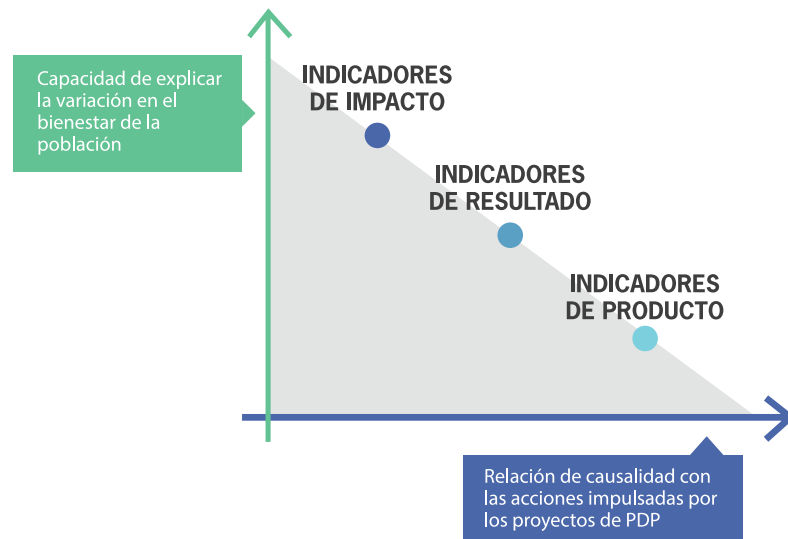 Capacidad de explicar
la variación en el
bienestar de la
población
INDICADORES
DE IMPACTO
INDICADORES
DE RESULTADO
INDICADORES
DE PRODUCTO
Relación de causalidad con
las acciones impulsadas por
los proyectos de PDP